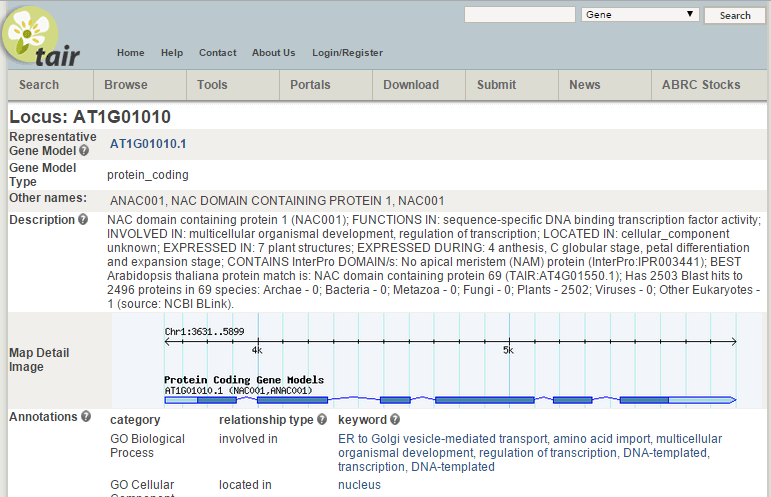 Gene
Search
tair
Home Help Contact About Us Login/Register
Search Browse Tools Portals Download Submit News ABRC Stocks
Locus: AT1G01010
Representative
Gene Model ?
AT1G01010.1
Gene Model
Type
protein_coding
Other names:
ANAC001, NAC DOMAIN CONTAINING PROTEIN 1, NAC001
Description ?
NAC domain containing protein 1 (NAC001); FUNCTIONS IN: sequence-specific DNA binding transcription factor activity;
INVOLVED IN: multicellular organismal development, regulation of transcription; LOCATED IN: cellular_component
unknown; EXPRESSED IN: 7 plant structures; EXPRESSED DURING: 4 anthesis, C globular stage, petal differentiation
and expansion stage; CONTAINS InterPro DOMAIN/s: No apical meristem (NAM) protein (InterPro:IPR003441); BEST
Arabidopsis thaliana protein match is: NAC domain containing protein 69 (TAIR:AT4G01550.1); Has 2503 Blast hits to
2496 proteins in 69 species: Archae - 0; Bacteria - 0; Metazoa - 0; Fungi - 0; Plants - 2502; Viruses - 0; Other Eukaryotes -
1 (source: NCBI BLink).
Map Detail
Image
Chr1:3631..5899
4k 5k
Protein Coding Gene Models
AT1G01010.1 (NAC001,ANAC001)
Annotations ?
category relationship type ? keyword ?
GO Biological
Process
involved in
ER to Golgi vesicle-mediated transport, amino acid import, multicellular
organismal development, regulation of transcription, DNA-templated,
transcription, DNA-templated
GO Cellular
Component
located in
nucleus